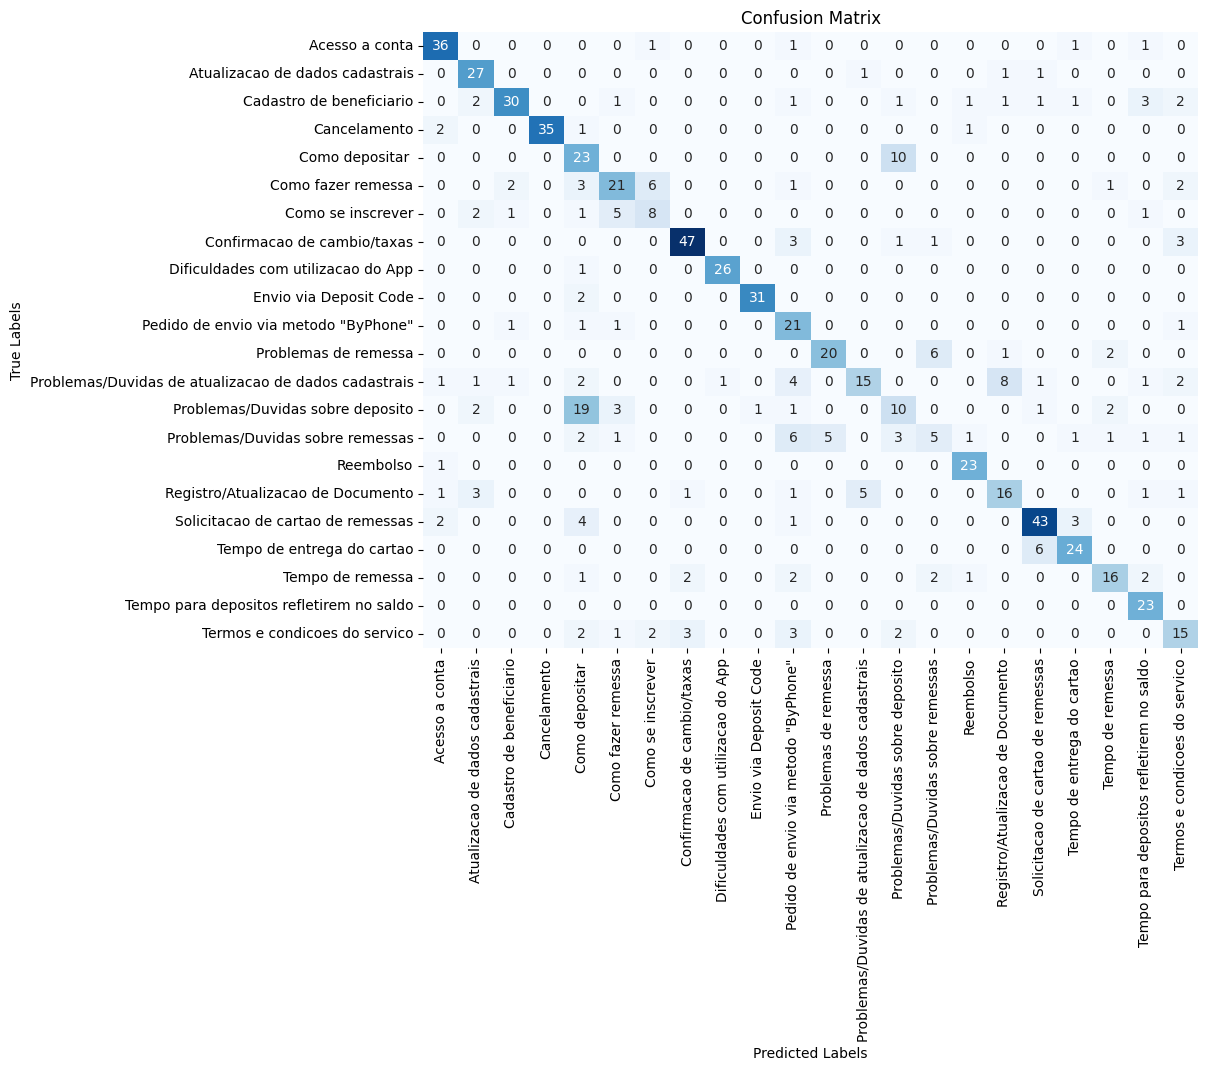 Confusion Matrix
Acesso a conta 36 0 0 0 0 0 1 0 0 0 1 0 0 0 0 0 0 0 1 0 1 0
Atualizacao de dados cadastrais 0 27 0 0 0 0 0 0 0 0 0 0 1 0 0 0 1 1 0 0 0 0
Cadastro de beneficiario 0 2 30 0 0 1 0 0 0 0 1 0 0 1 0 1 1 1 1 0 3 2
Cancelamento 2 0 0 35 1 0 0 0 0 0 0 0 0 0 0 1 0 0 0 0 0 0
Como depositar 0 0 0 0 23 0 0 0 0 0 0 0 0 10 0 0 0 0 0 0 0 0
Como fazer remessa 0 0 2 0 3 21 6 0 0 0 1 0 0 0 0 0 0 0 0 1 0 2
Como se inscrever 0 2 1 0 1 5 8 0 0 0 0 0 0 0 0 0 0 0 0 0 1 0
Confirmacao de cambio/taxas 0 0 0 0 0 0 0 47 0 0 3 0 0 1 1 0 0 0 0 0 0 3
Dificuldades com utilizacao do App 0 0 0 0 1 0 0 0 26 0 0 0 0 0 0 0 0 0 0 0 0 0
Envio via Deposit Code 0 0 0 0 2 0 0 0 0 31 0 0 0 0 0 0 0 0 0 0 0 0
Pedido de envio via metodo "ByPhone" 0 0 1 0 1 1 0 0 0 0 21 0 0 0 0 0 0 0 0 0 0 1
Problemas de remessa 0 0 0 0 0 0 0 0 0 0 0 20 0 0 6 0 1 0 0 2 0 0
Problemas/Duvidas de atualizacao de dados cadastrais 1 1 1 0 2 0 0 0 1 0 4 0 15 0 0 0 8 1 0 0 1 2
Problemas/Duvidas sobre deposito 0 2 0 0 19 3 0 0 0 1 1 0 0 10 0 0 0 1 0 2 0 0
Problemas/Duvidas sobre remessas 0 0 0 0 2 1 0 0 0 0 6 5 0 3 5 1 0 0 1 1 1 1
Reembolso 1 0 0 0 0 0 0 0 0 0 0 0 0 0 0 23 0 0 0 0 0 0
Registro/Atualizacao de Documento 1 3 0 0 0 0 0 1 0 0 1 0 5 0 0 0 16 0 0 0 1 1
Solicitacao de cartao de remessas 2 0 0 0 4 0 0 0 0 0 1 0 0 0 0 0 0 43 3 0 0 0
Tempo de entrega do cartao 0 0 0 0 0 0 0 0 0 0 0 0 0 0 0 0 0 6 24 0 0 0
Tempo de remessa 0 0 0 0 1 0 0 2 0 0 2 0 0 0 2 1 0 0 0 16 2 0
Tempo para depositos refletirem no saldo 0 0 0 0 0 0 0 0 0 0 0 0 0 0 0 0 0 0 0 0 23 0
Termos e condicoes do servico 0 0 0 0 2 1 2 3 0 0 3 0 0 2 0 0 0 0 0 0 0 15
True Labels
Acesso a conta
Atualizacao de dados cadastrais
Cadastro de beneficiario
Cancelamento
Como depositar
Como fazer remessa
Como se inscrever
Confirmacao de cambio/taxas
Dificuldades com utilizacao do App
Envio via Deposit Code
Pedido de envio via metodo "ByPhone"
Problemas de remessa
Problemas/Duvidas de atualizacao de dados cadastrais
Problemas/Duvidas sobre deposito
Problemas/Duvidas sobre remessas
Reembolso
Registro/Atualizacao de Documento
Solicitacao de cartao de remessas
Tempo de entrega do cartao
Tempo de remessa
Tempo para depositos refletirem no saldo
Termos e condicoes do servico
Predicted Labels